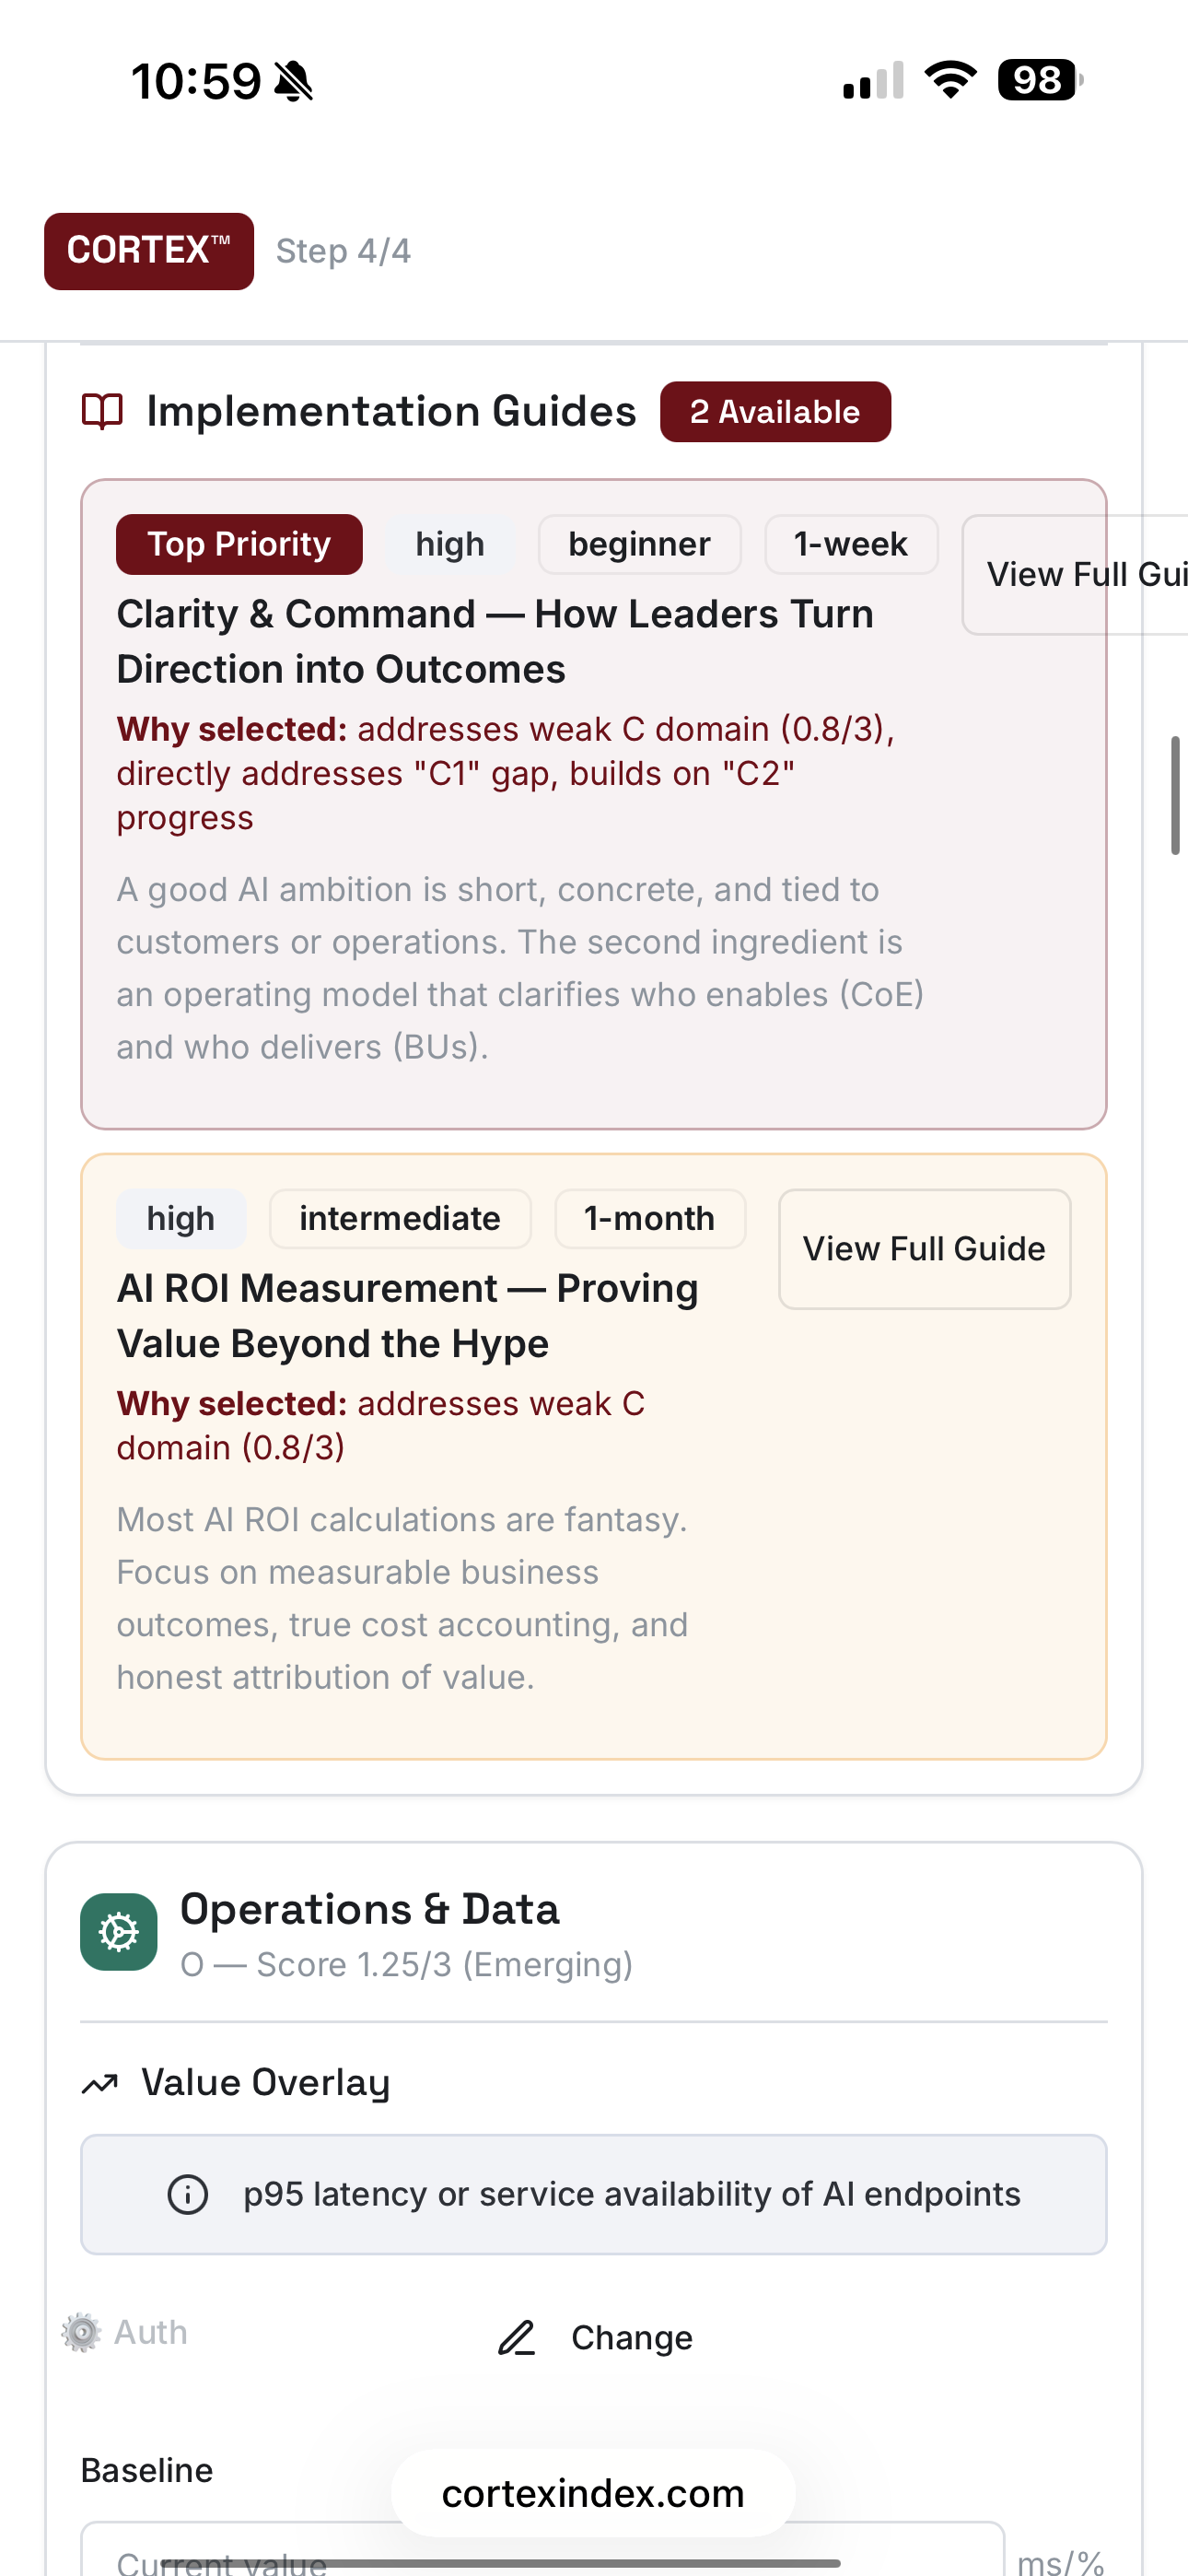 10:59
98
CORTEX™
Step 4/4
Implementation Guides
2 Available
Top Priority
high
beginner
1-week
View Full Gui
Clarity & Command — How Leaders Turn
Direction into Outcomes
Why selected: addresses weak C domain (0.8/3),
directly addresses "C1" gap, builds on "C2"
progress
A good AI ambition is short, concrete, and tied to
customers or operations. The second ingredient is
an operating model that clarifies who enables (CoE)
and who delivers (BUs).
high
intermediate
1-month
View Full Guide
AI ROI Measurement — Proving
Value Beyond the Hype
Why selected: addresses weak C
domain (0.8/3)
Most AI ROI calculations are fantasy.
Focus on measurable business
outcomes, true cost accounting, and
honest attribution of value.
Operations & Data
O — Score 1.25/3 (Emerging)
Value Overlay
p95 latency or service availability of AI endpoints
Auth
Change
Baseline
cortexindex.com
Current value
ms/%